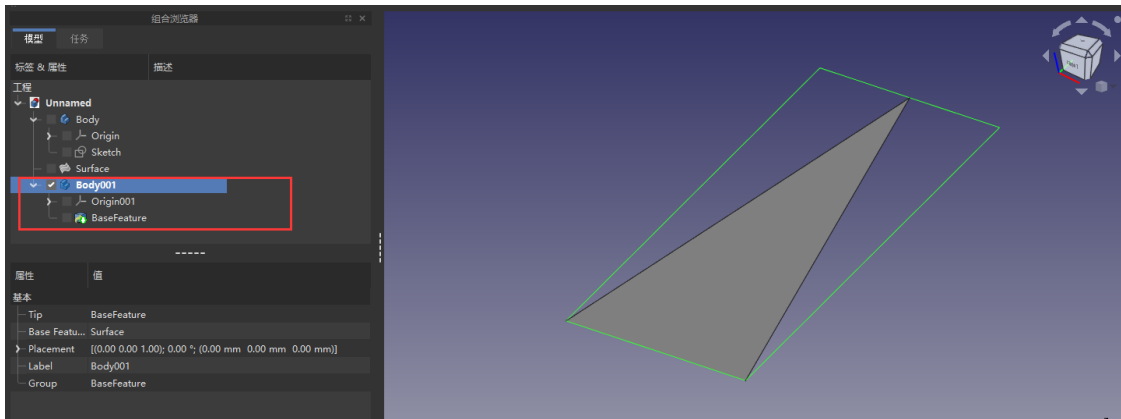 组合浏览器
模型 任务
标签 & 属性 描述
工程
Unnamed
Body
Origin
Sketch
Surface
Body001
Origin001
BaseFeature
属性 值
基本
Tip BaseFeature
Base Featu... Surface
Placement [(0.00 0.00 1.00); 0.00 °; (0.00 mm 0.00 mm 0.00 mm)]
Label Body001
Group BaseFeature